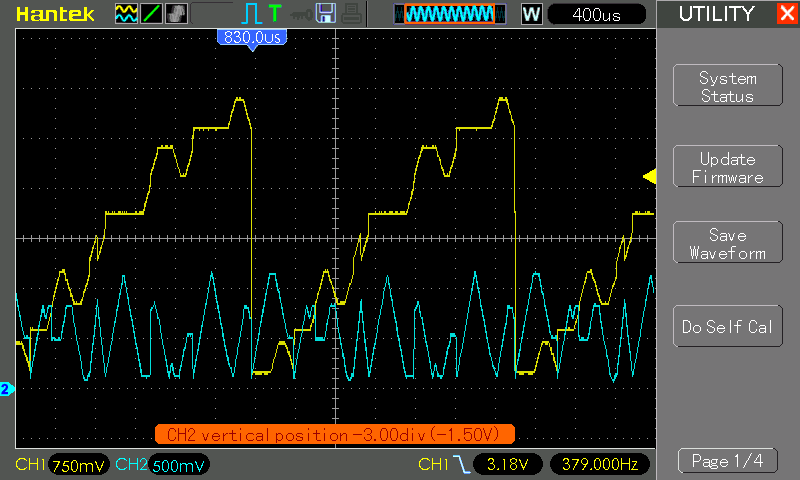 Hantek T W 400us UTILITY
830.0us
System
Status
Update
Firmware
Save
Waveform
Do Self Cal
2
CH2 vertical position -3.00div(-1.50V)
CH1 750mV CH2 500mV CH1 3.18V 379.000Hz Page 1/4